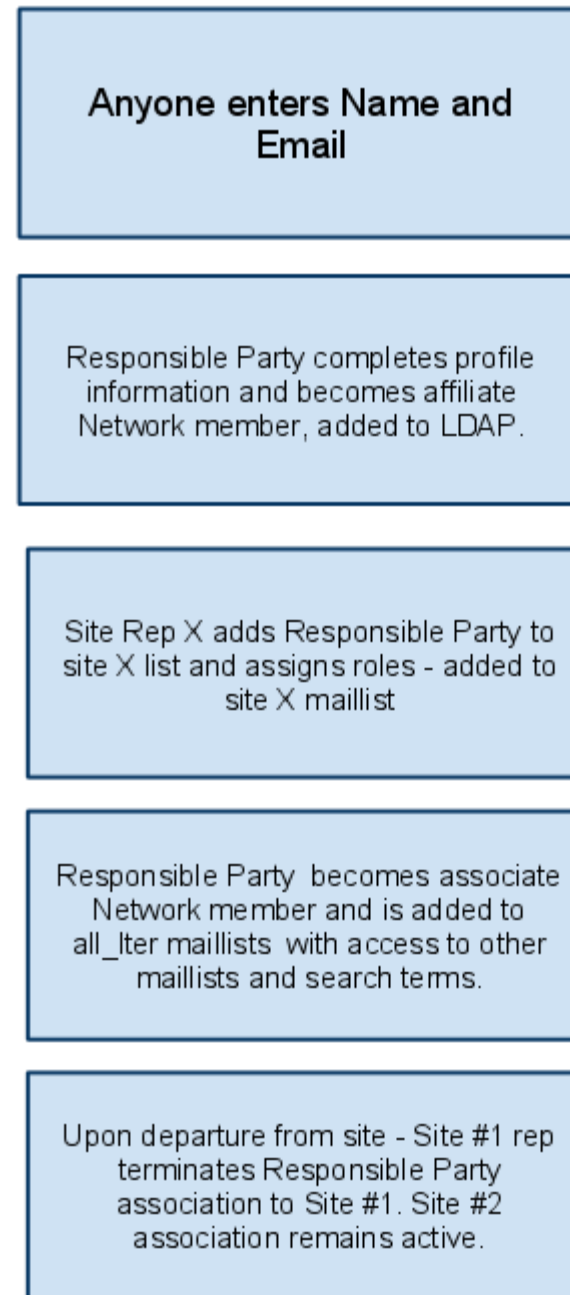 Anyone enters Name and
Email
Responsible Party completes profile
information and becomes affiliate
Network member, added to LDAP.
Site Rep X adds Responsible Party to
site X list and assigns roles - added to
site X maillist
Responsible Party becomes associate
Network member and is added to
all_lter maillists with access to other
maillists and search terms.
Upon departure from site - Site #1 rep
terminates Responsible Party
association to Site #1. Site #2
association remains active.